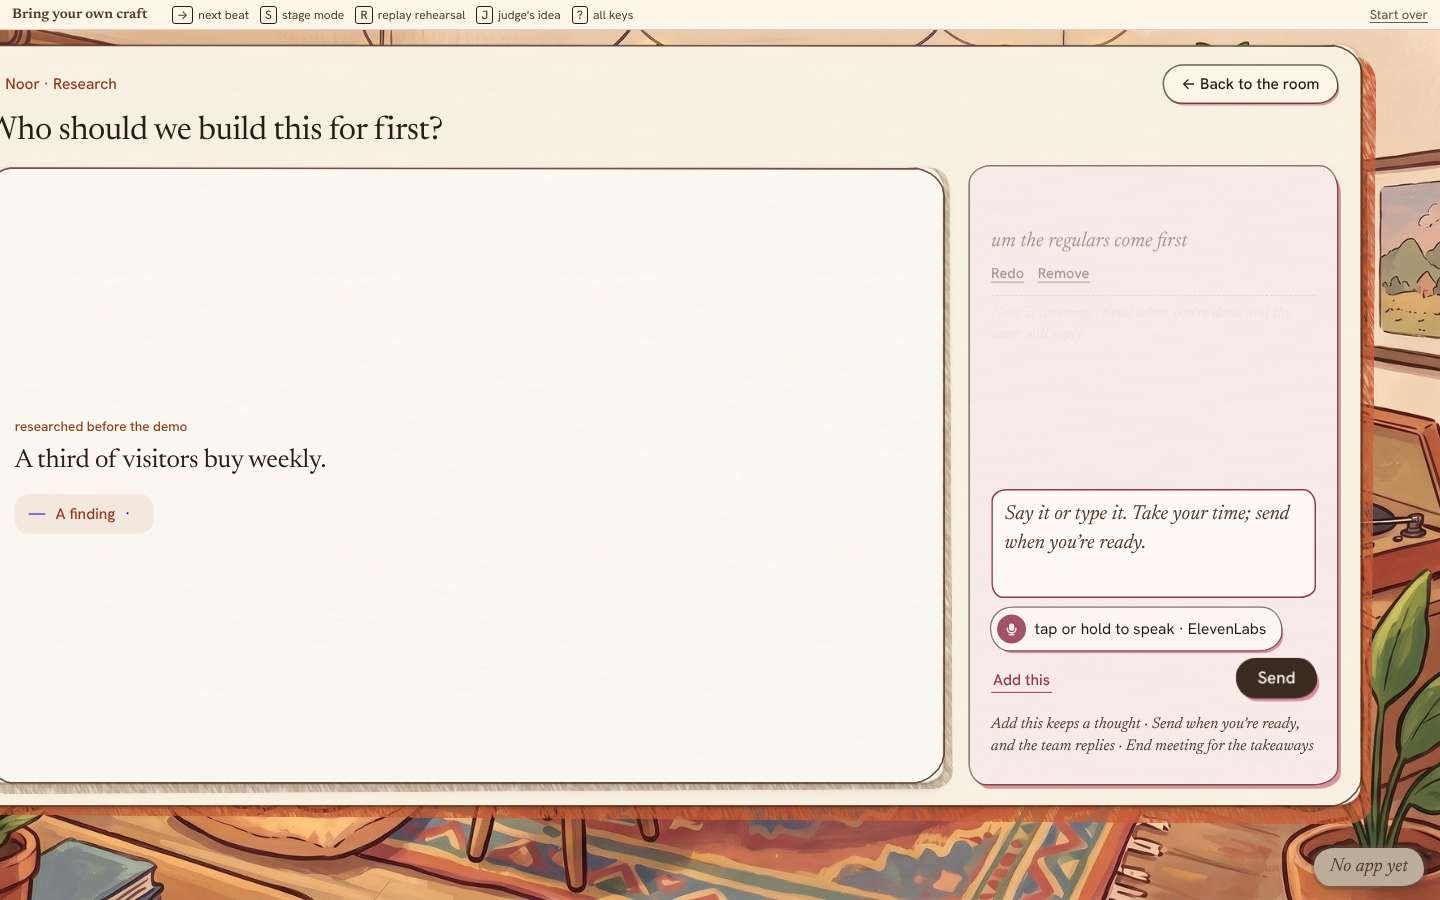 Bring your own craft → next beat S stage mode R replay rehearsal J judge's idea ? all keys Start over
Noor · Research
← Back to the room
Who should we build this for first?
um the regulars come first
Redo Remove
researched before the demo
A third of visitors buy weekly.
— A finding ·
Say it or type it. Take your time; send
when you're ready.
tap or hold to speak · ElevenLabs
Add this
Send
Add this keeps a thought · Send when you're ready,
and the team replies · End meeting for the takeaways
No app yet